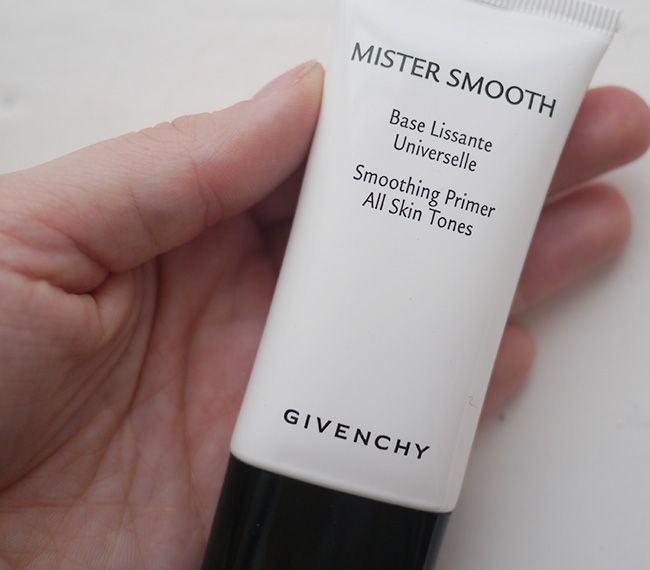 MISTER SMOOTH
Base Lissante
Universelle
Smoothing Primer
All Skin Tones
GIVENCHY